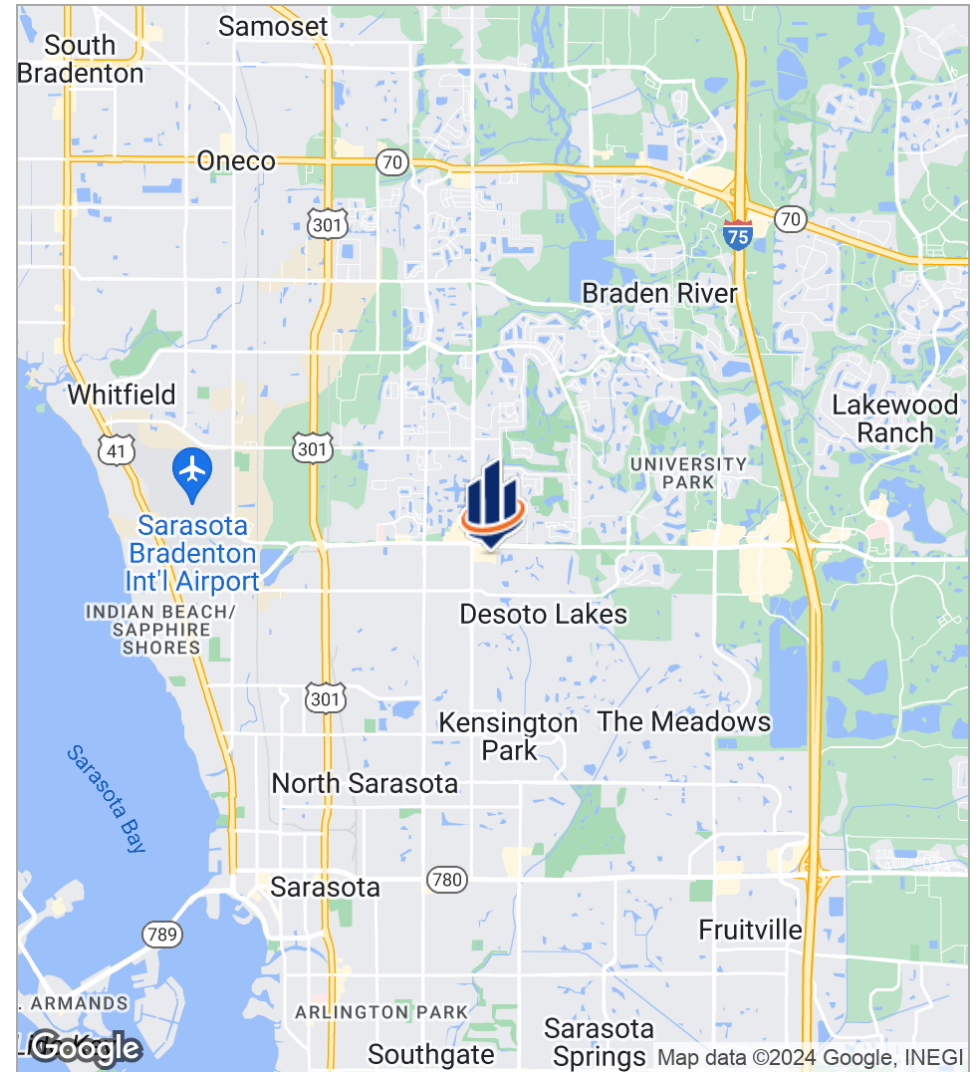 Samoset
South
Bradenton
Oneco
70
301
70
75
Braden River
Whitfield
Lakewood
Ranch
41
301
UNIVERSITY
PARK
Sarasota
Bradenton
Int'l Airport
INDIAN BEACH/
SAPPHIRE
SHORES
Desoto Lakes
301
Kensington
Park
The Meadows
Sarasota Bay
North Sarasota
780
Sarasota
789
Fruitville
. ARMANDS
ARLINGTON PARK
Sarasota
Springs
Southgate
Google
Map data ©2024 Google, INEGI